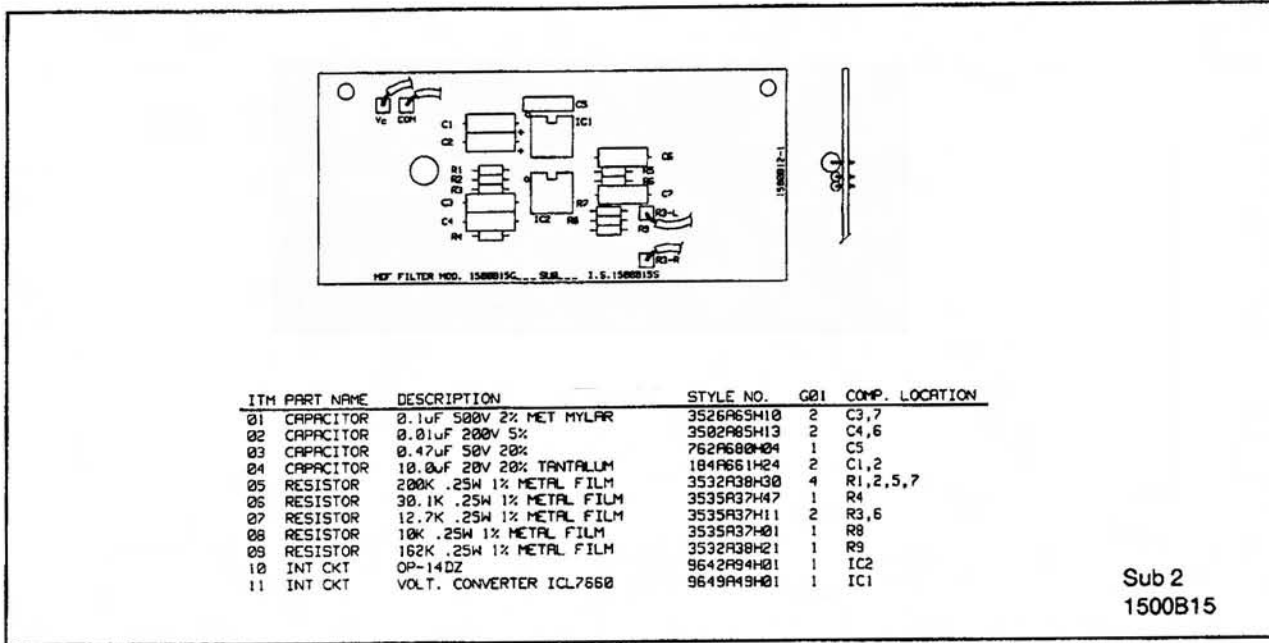 C5
Vc COM
C1
IC1
C2
C6
R1
R5
R2
R6
R3
C3
R7
C7
IC2
R8
R3-L
C4
R9
R4
R3-R
1500B12-1
MDF FILTER MOD. 1500B15G___ SUB___ I.S.1500B15S
ITM PART NAME DESCRIPTION STYLE NO. G01 COMP. LOCATION
01 CAPACITOR 0.1uF 500V 2% MET MYLAR 3526A65H10 2 C3,7
02 CAPACITOR 0.01uF 200V 5% 3502A85H13 2 C4,6
03 CAPACITOR 0.47uF 50V 20% 762A680H04 1 C5
04 CAPACITOR 10.0uF 20V 20% TANTALUM 184A661H24 2 C1,2
05 RESISTOR 200K .25W 1% METAL FILM 3532A38H30 4 R1,2,5,7
06 RESISTOR 30.1K .25W 1% METAL FILM 3535A37H47 1 R4
07 RESISTOR 12.7K .25W 1% METAL FILM 3535A37H11 2 R3,6
08 RESISTOR 10K .25W 1% METAL FILM 3535A37H01 1 R8
09 RESISTOR 162K .25W 1% METAL FILM 3532A38H21 1 R9
10 INT CKT OP-14DZ 9642A94H01 1 IC2
11 INT CKT VOLT. CONVERTER ICL7660 9649A49H01 1 IC1
Sub 2
1500B15